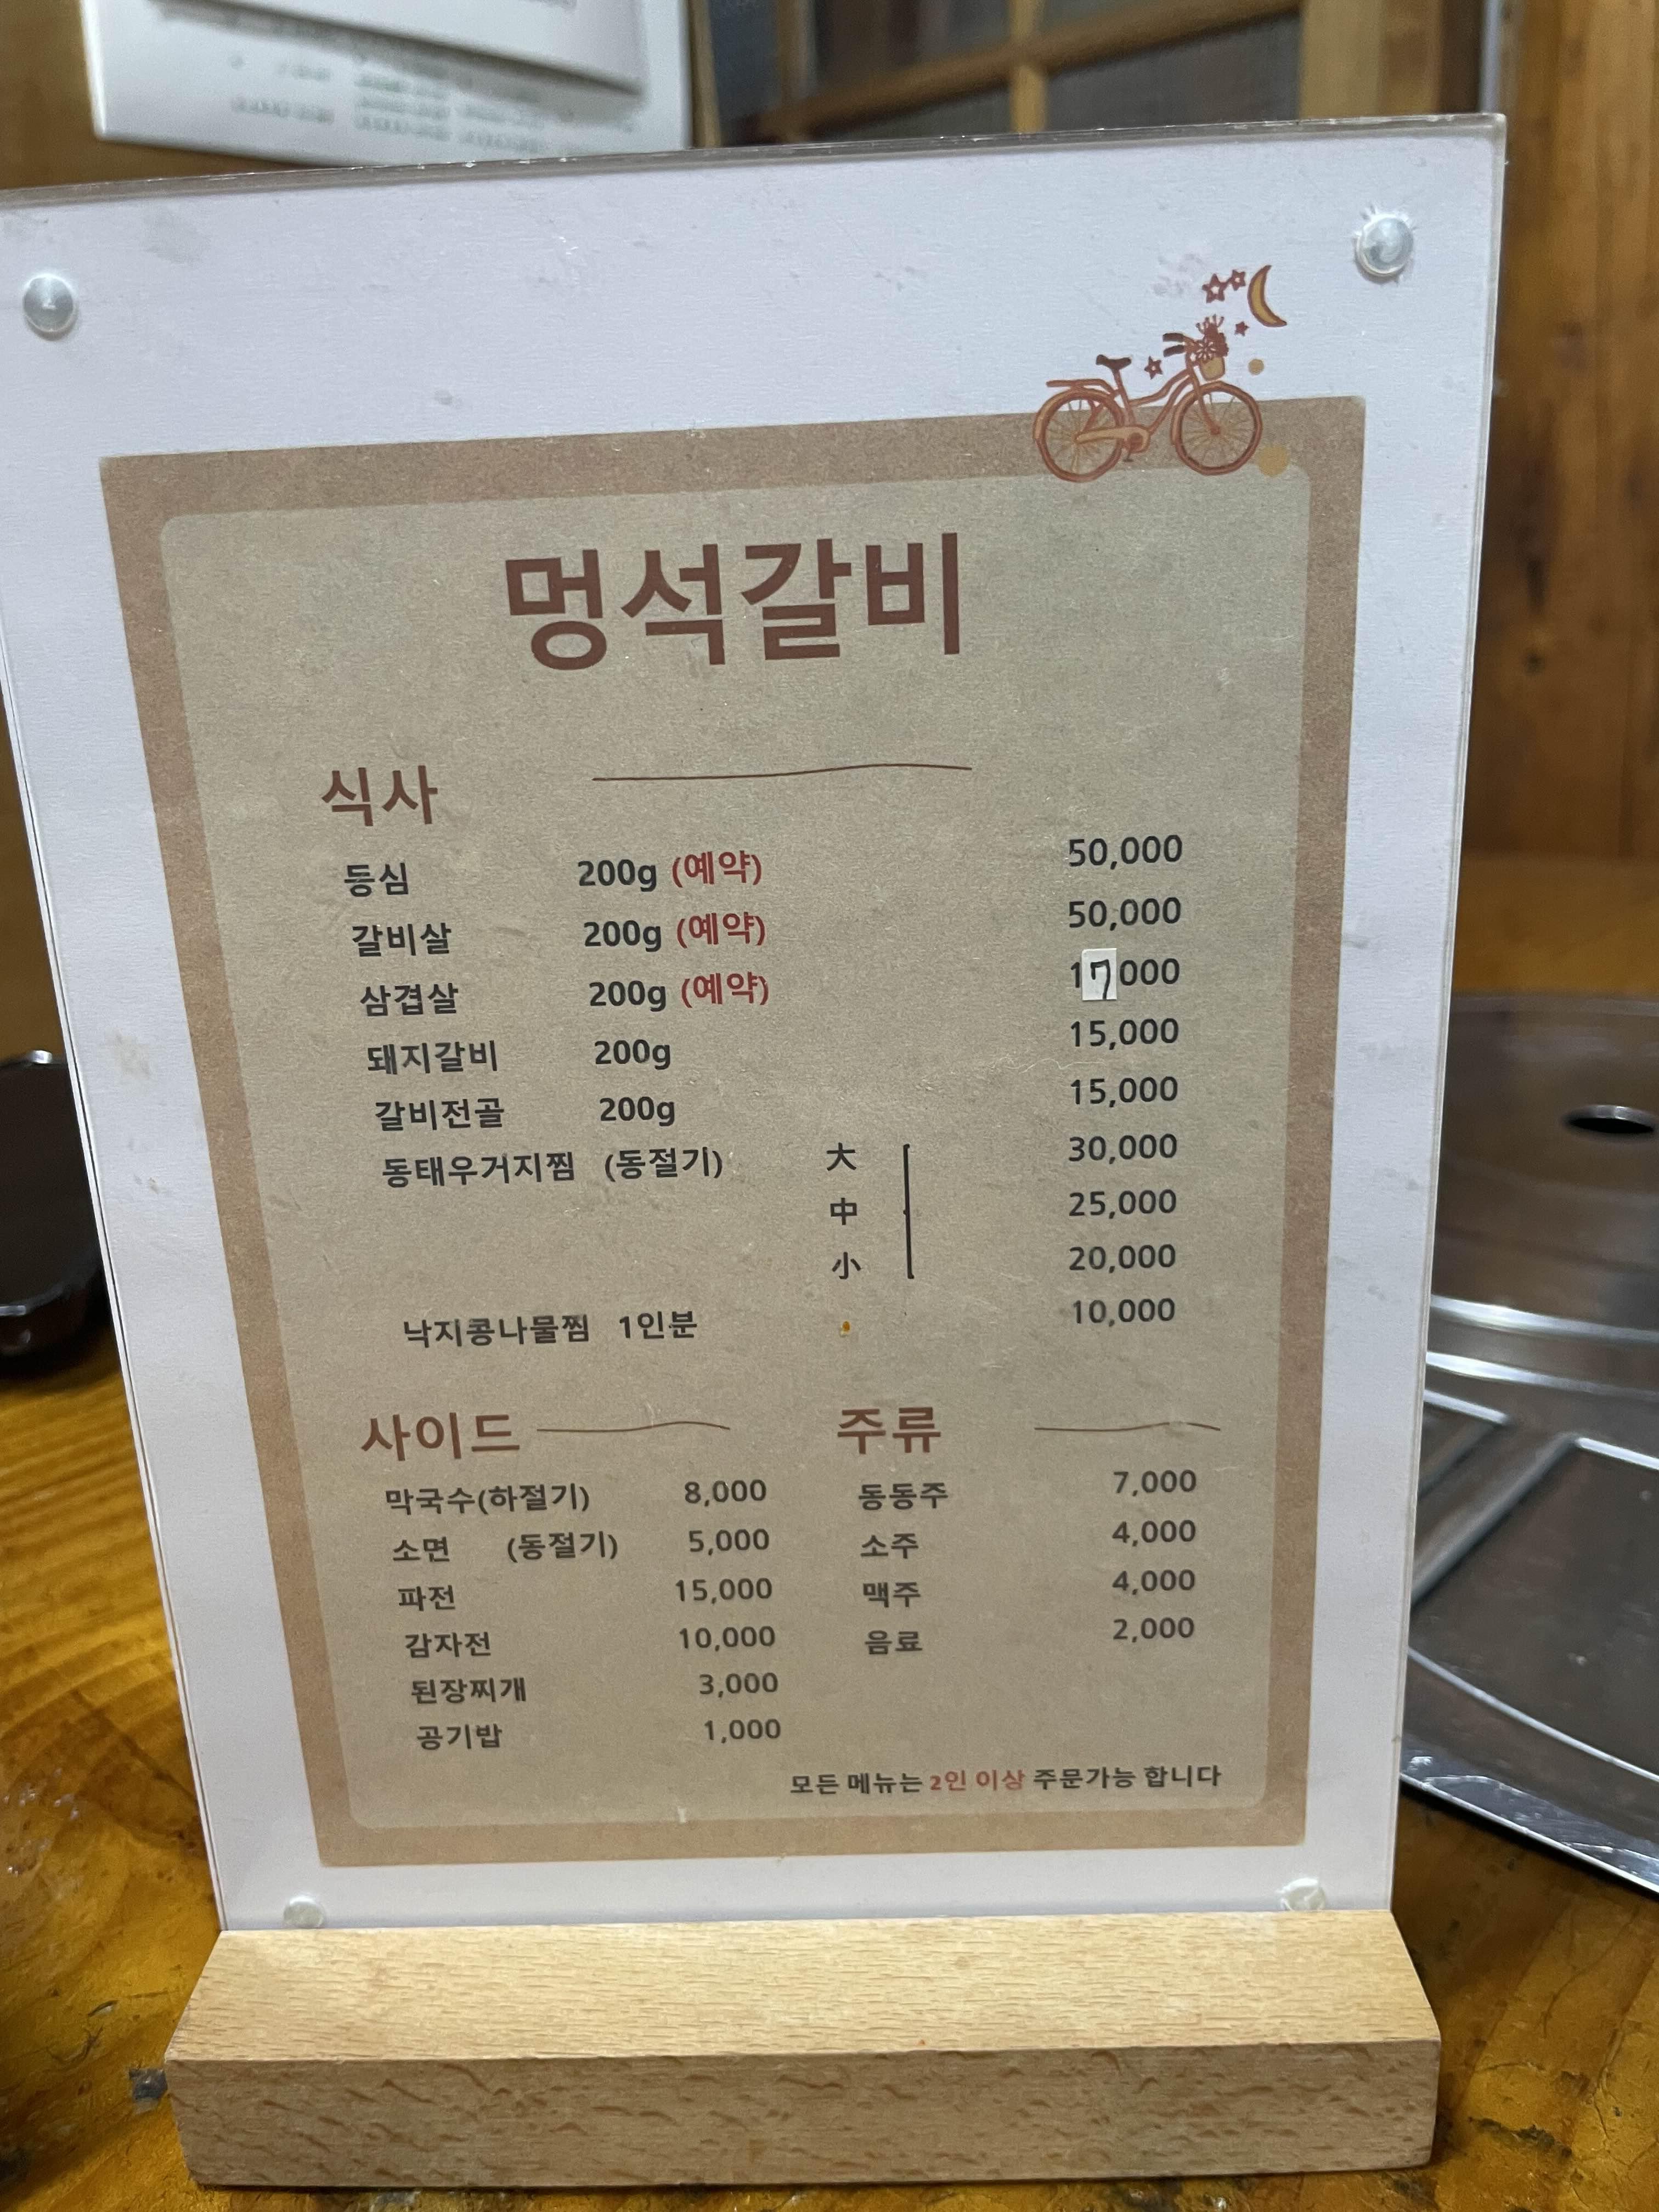 멍석갈비
식사
등심 200g (예약) 50,000
갈비살 200g (예약) 50,000
삼겹살 200g (예약) 17000
돼지갈비 200g 15,000
갈비전골 200g 15,000
동태우거지찜 (동절기) 大 30,000
中 25,000
小 20,000
낙지콩나물찜 1인분 10,000
사이드
막국수(하절기) 8,000
소면 (동절기) 5,000
파전 15,000
감자전 10,000
된장찌개 3,000
공기밥 1,000
주류
동동주 7,000
소주 4,000
맥주 4,000
음료 2,000
모든 메뉴는 2인 이상 주문가능 합니다